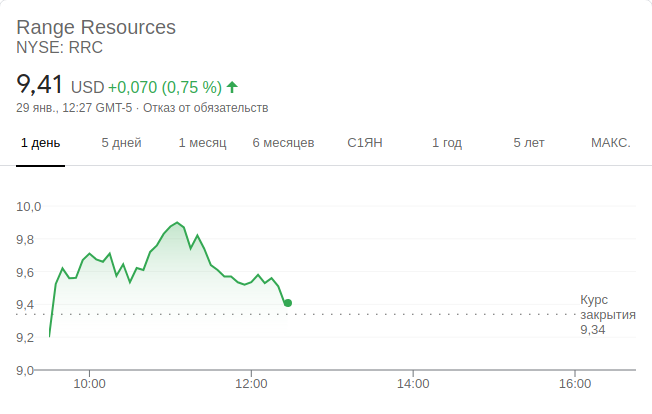 Range Resources
NYSE: RRC
9,41 USD +0,070 (0,75 %)
29 янв., 12:27 GMT-5 · Отказ от обязательств
1 день 5 дней 1 месяц 6 месяцев С1ЯН 1 год 5 лет МАКС.
10,0
9,8
9,6
9,4
Курс
закрытия
9,34
9,2
9,0
10:00 12:00 14:00 16:00